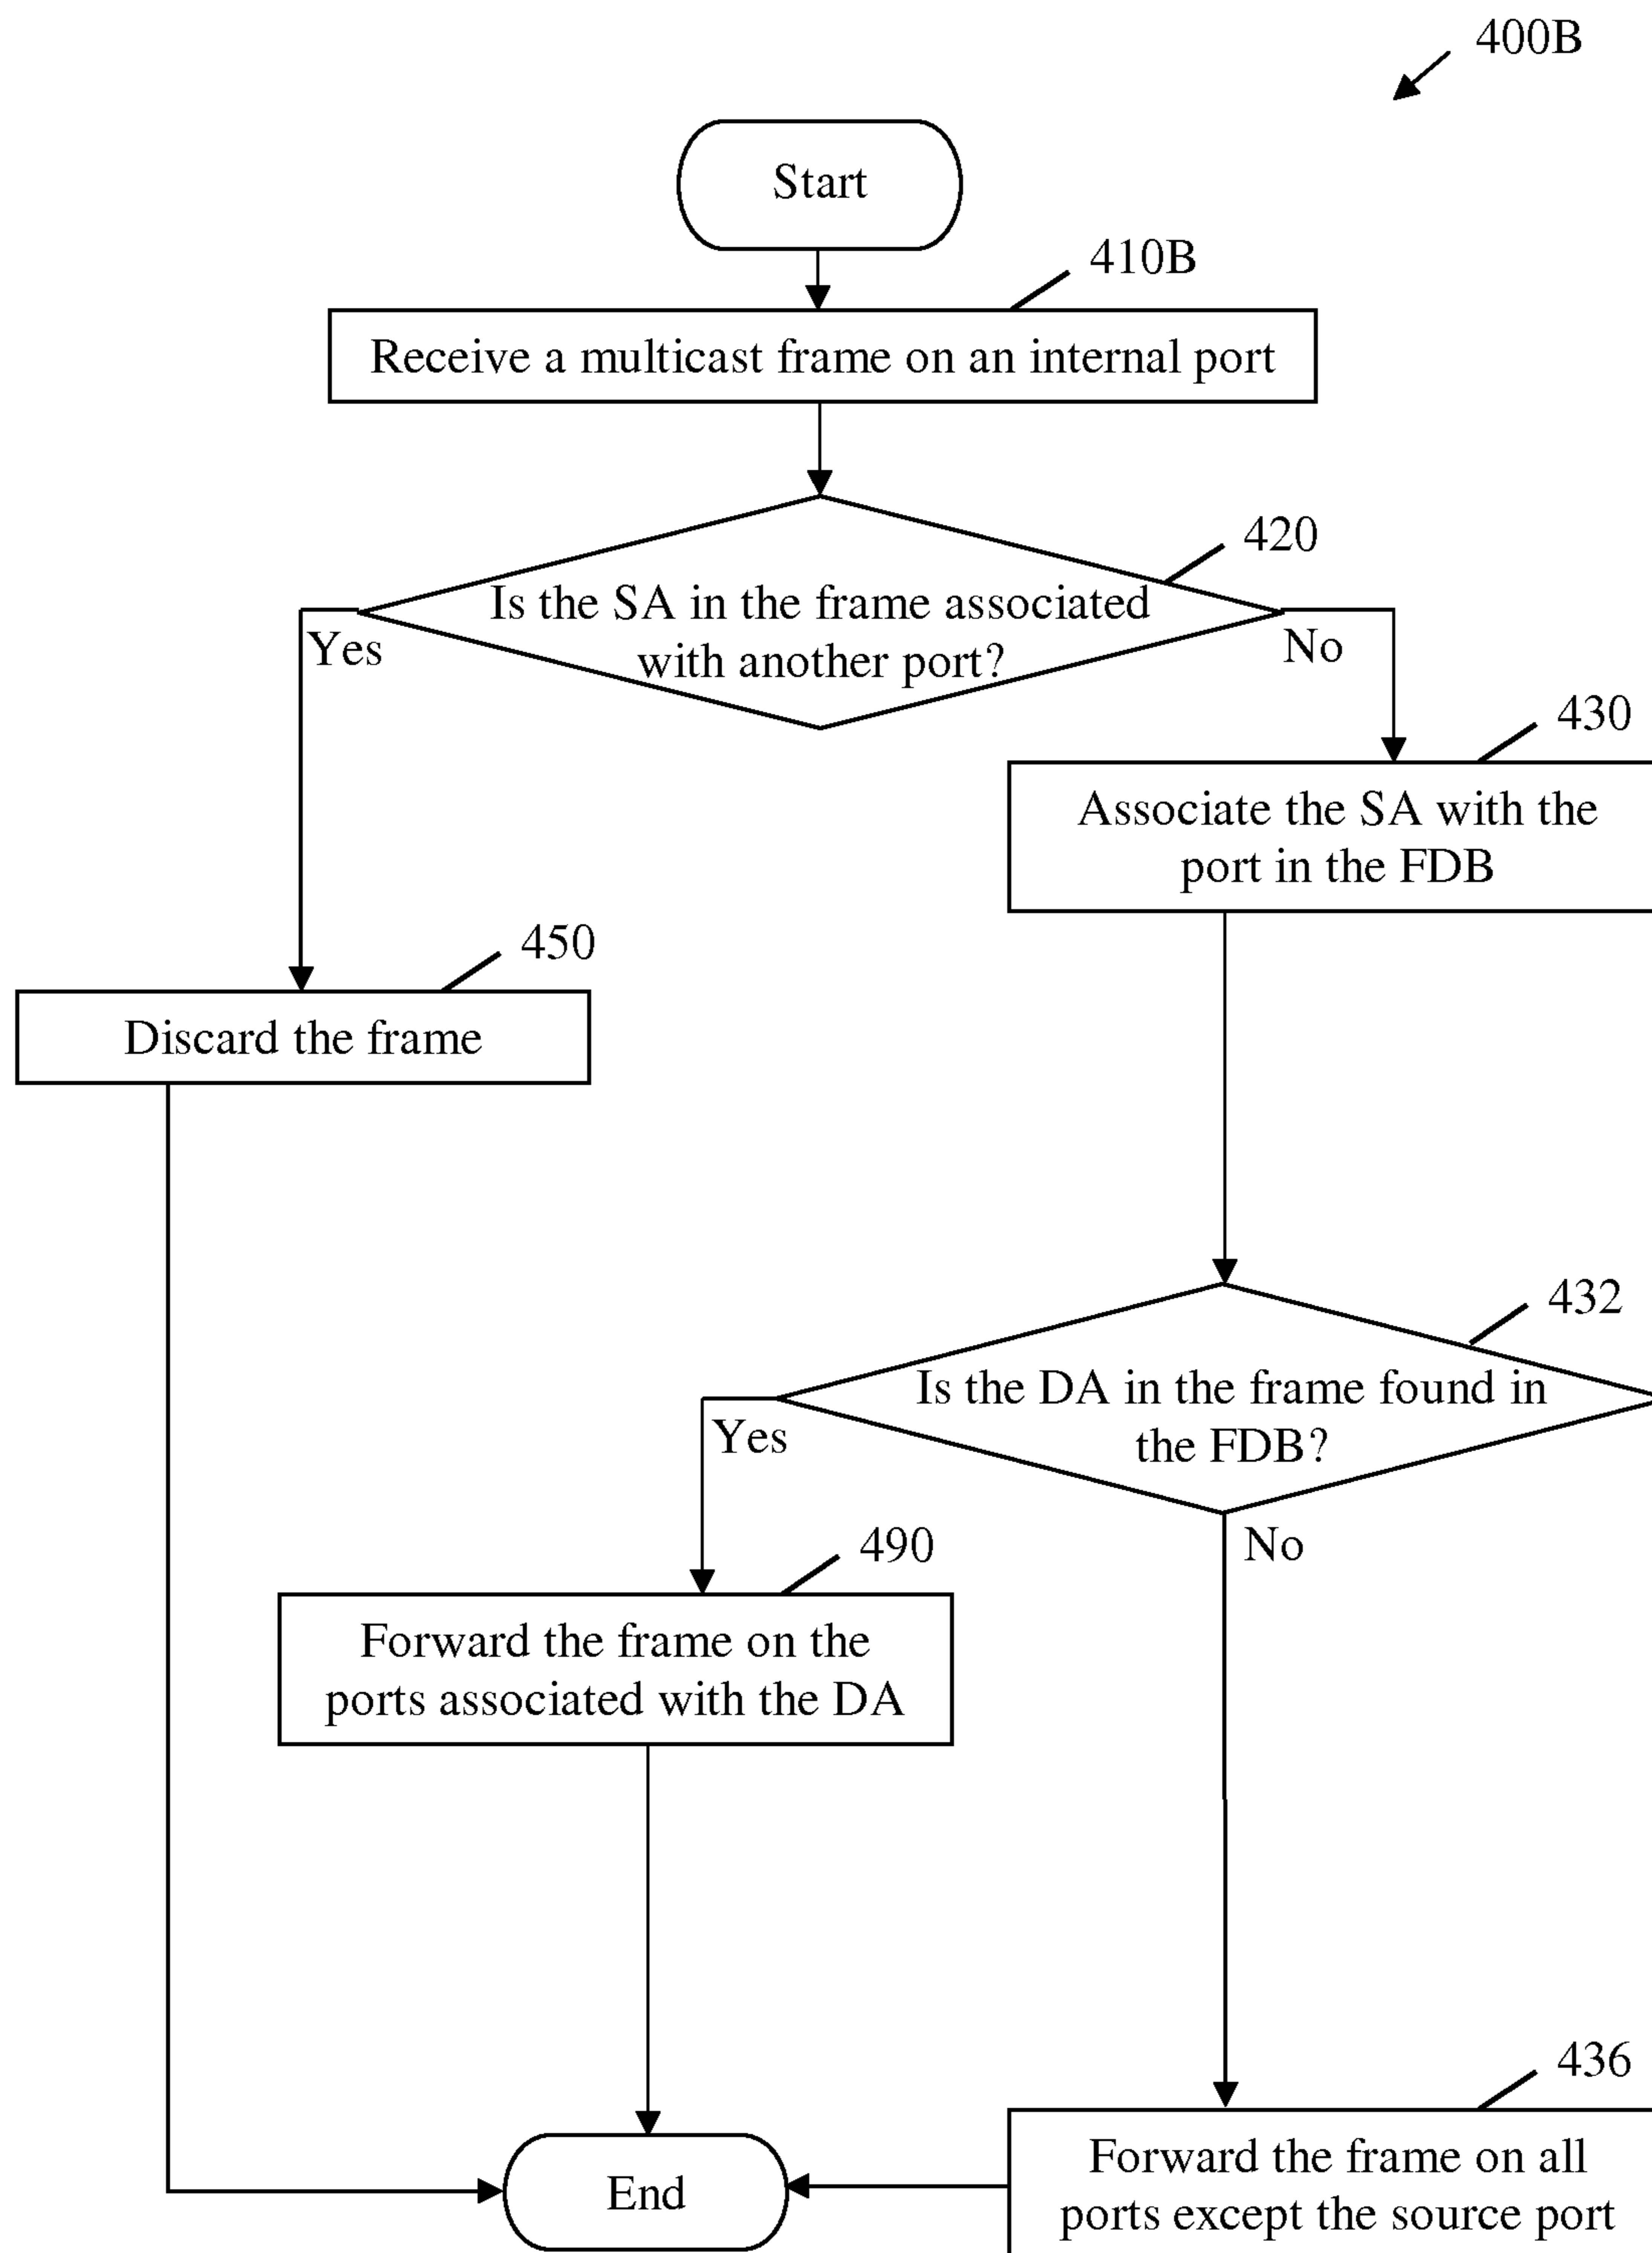 400B
Start
410B
Receive a multicast frame on an internal port
420
Is the SA in the frame associated
with another port?
Yes
No
430
Associate the SA with the
port in the FDB
450
Discard the frame
432
Is the DA in the frame found in
the FDB?
Yes
No
490
Forward the frame on the
ports associated with the DA
436
Forward the frame on all
ports except the source port
End